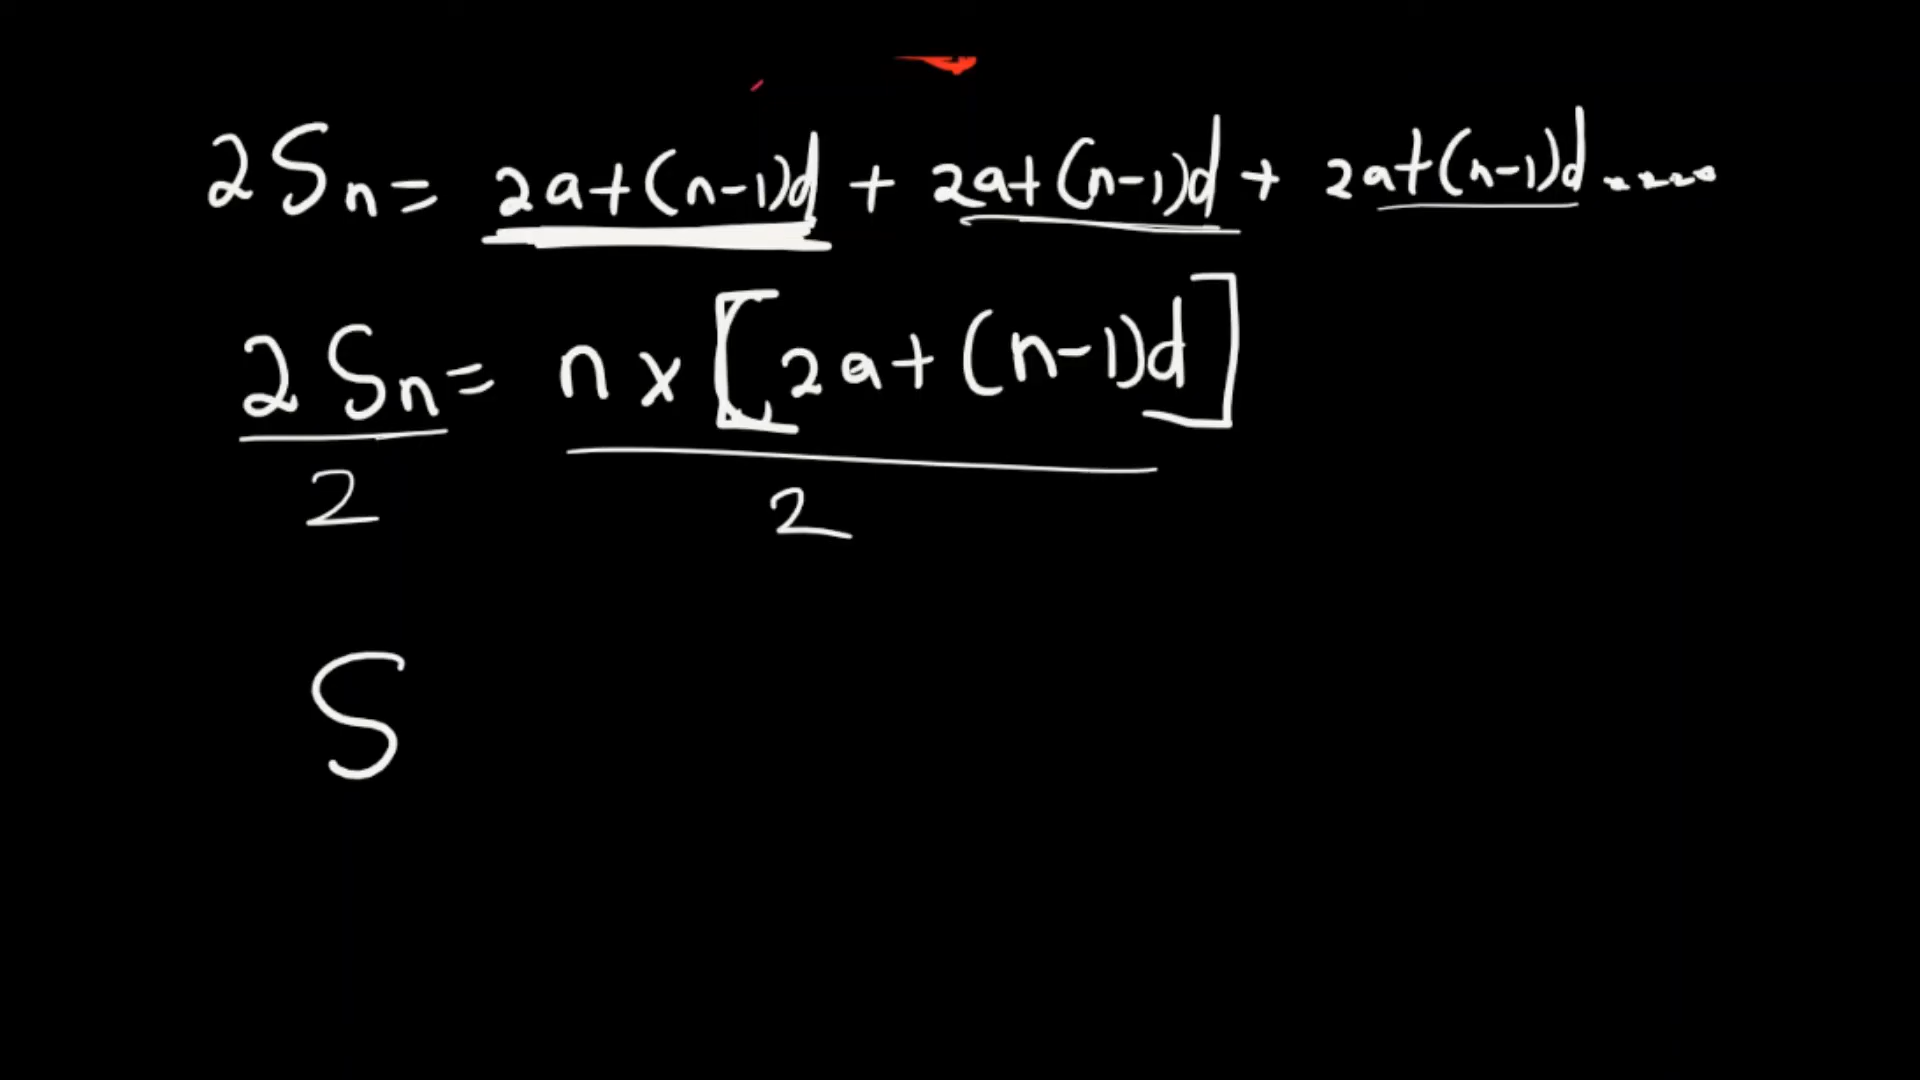 2Sn= 2a+(n-1)d + 2a+(n-1)d + 2a+(n-1)d .....
2Sn= n x [2a+(n-1)d]
2 2
S